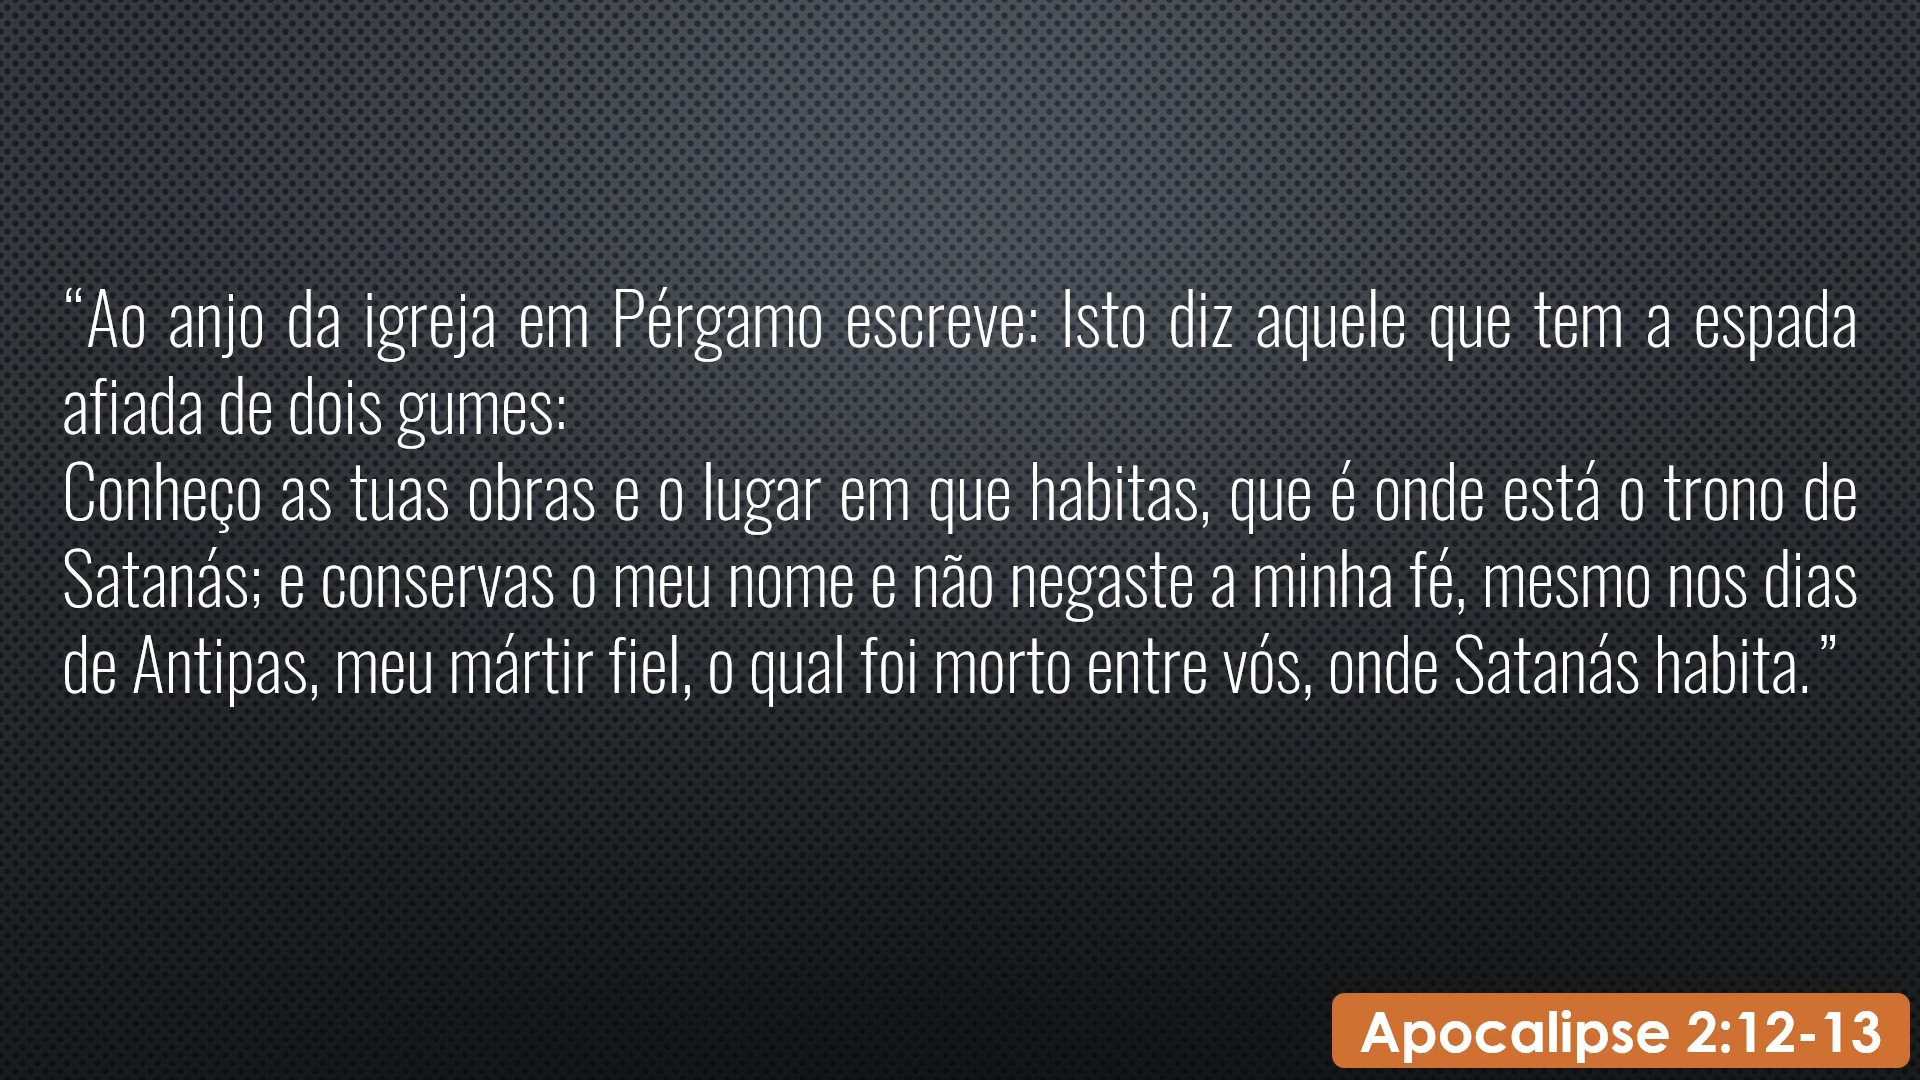 “Ao anjo da igreja em Pérgamo escreve: Isto diz aquele que tem a espada
afiada de dois gumes:
Conheço as tuas obras e o lugar em que habitas, que é onde está o trono de
Satanás; e conservas o meu nome e não negaste a minha fé, mesmo nos dias
de Antipas, meu mártir fiel, o qual foi morto entre vós, onde Satanás habita.”
Apocalipse 2:12-13